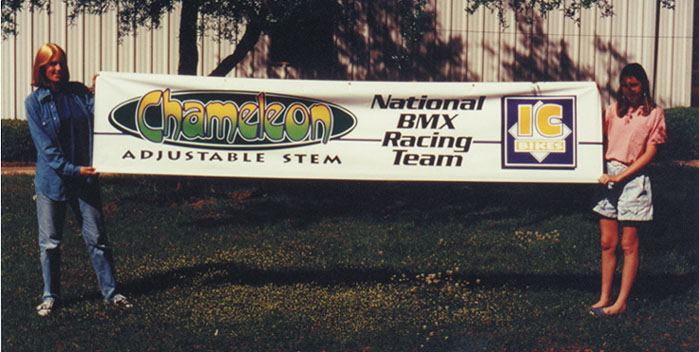 Chameleon
ADJUSTABLE STEM
National
BMX
Racing
Team
IC
BIKES